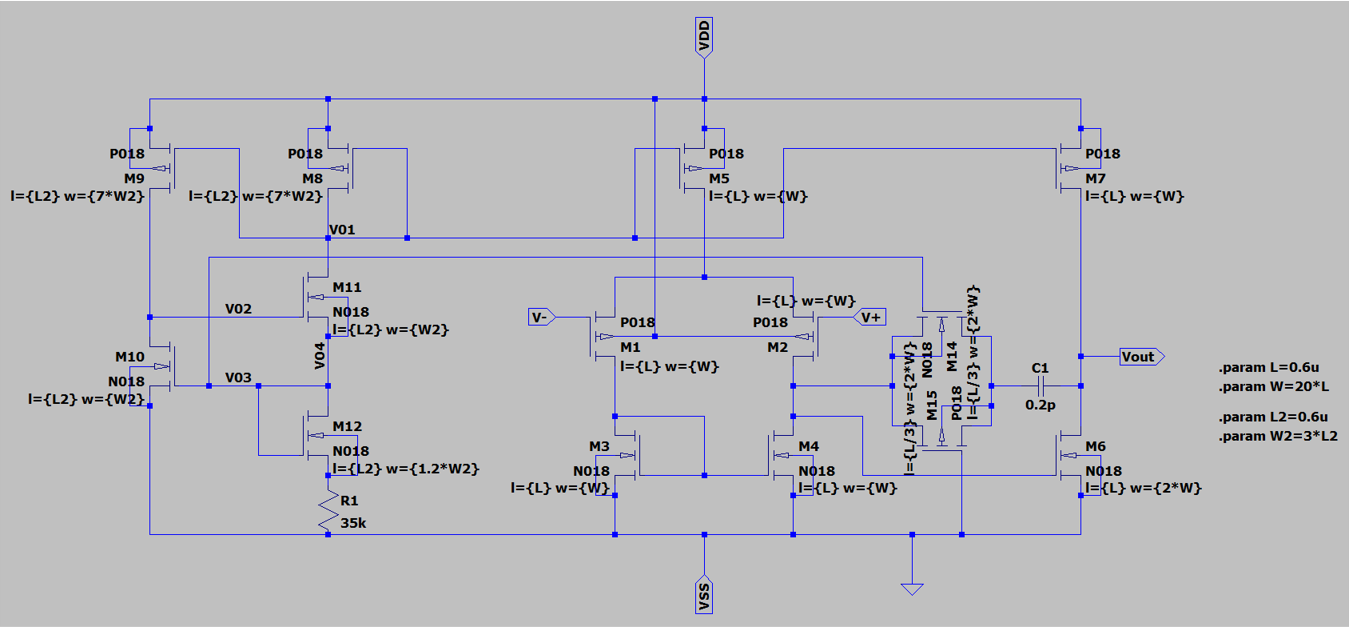 VDD
P018
M9
l={L2} w={7*W2}
P018
M8
l={L2} w={7*W2}
P018
M5
l={L} w={W}
P018
M7
l={L} w={W}
V01
M11
N018
l={L2} w={W2}
V02
V04
M10
N018
l={L2} w={W2}
V03
M12
N018
l={L2} w={1.2*W2}
R1
35k
V-
P018
M1
l={L} w={W}
l={L} w={W}
P018
M2
V+
M3
N018
l={L} w={W}
M4
N018
l={L} w={W}
N018
M14
l={L/3} w={2*W}
M15
P018
l={L/3} w={2*W}
C1
0.2p
Vout
M6
N018
l={L} w={2*W}
VSS
.param L=0.6u
.param W=20*L
.param L2=0.6u
.param W2=3*L2